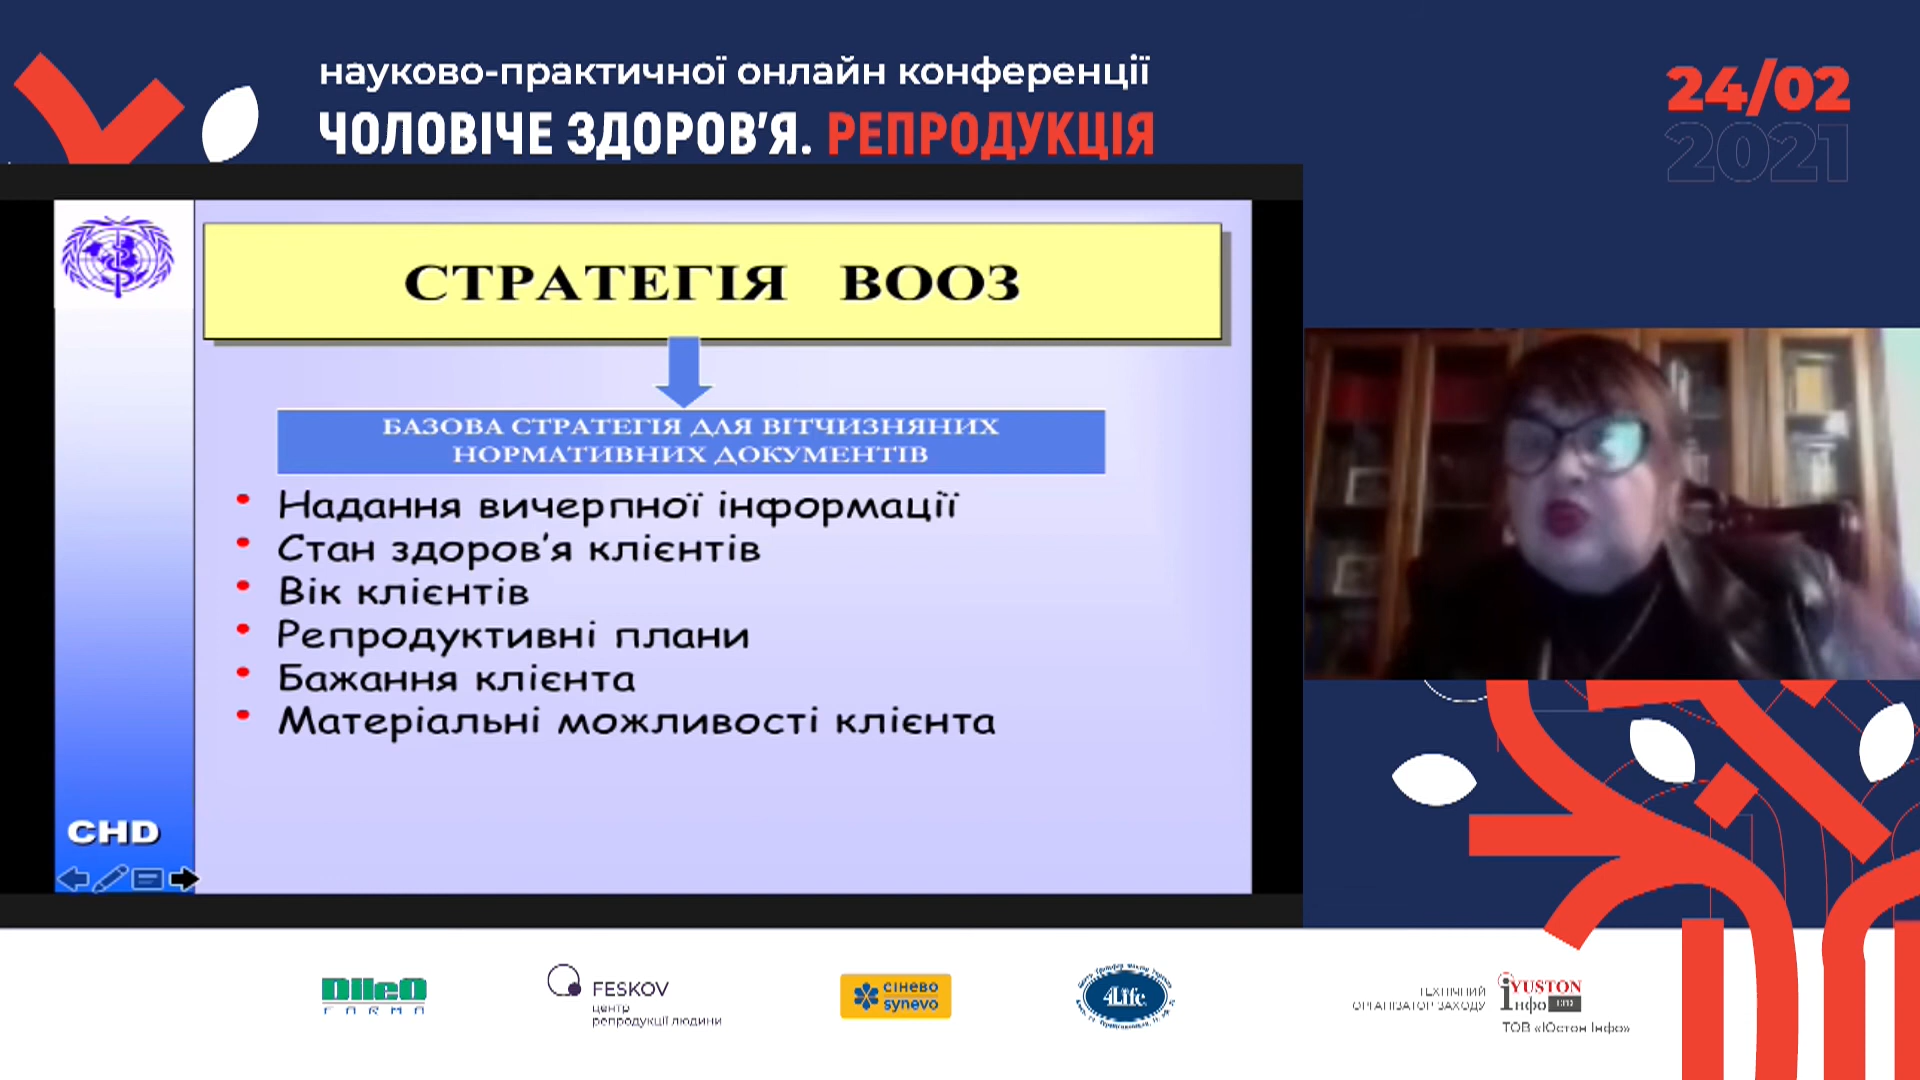 науково-практичної онлайн конференції
ЧОЛОВІЧЕ ЗДОРОВ'Я. РЕПРОДУКЦІЯ
24/02
2021
СТРАТЕГІЯ ВООЗ
БАЗОВА СТРАТЕГІЯ ДЛЯ ВІТЧИЗНЯНИХ
НОРМАТИВНИХ ДОКУМЕНТІВ
• Надання вичерпної інформації
• Стан здоров'я клієнтів
• Вік клієнтів
• Репродуктивні плани
• Бажання клієнта
• Матеріальні можливості клієнта
CHD
FARMA
FESKOV
центр
репродукції людини
сінево
synevo
4Life
ТЕХНІЧНИЙ
ОРГАНІЗАТОР ЗАХОДУ
YUSTON
Інфо
ТОВ «Юстон Інфо»